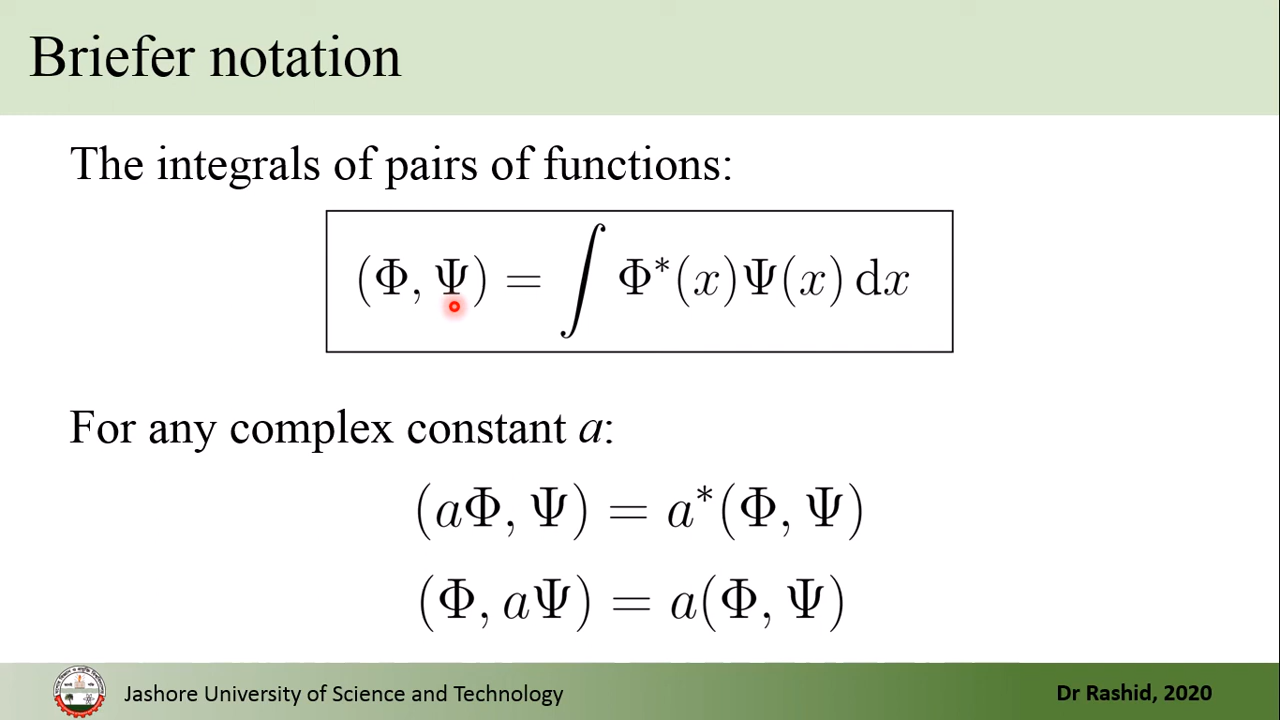 Briefer notation
The integrals of pairs of functions:
(Φ, Ψ) = ∫ Φ*(x)Ψ(x) dx
For any complex constant a:
(aΦ, Ψ) = a*(Φ, Ψ)
(Φ, aΨ) = a(Φ, Ψ)
Jashore University of Science and Technology
Dr Rashid, 2020